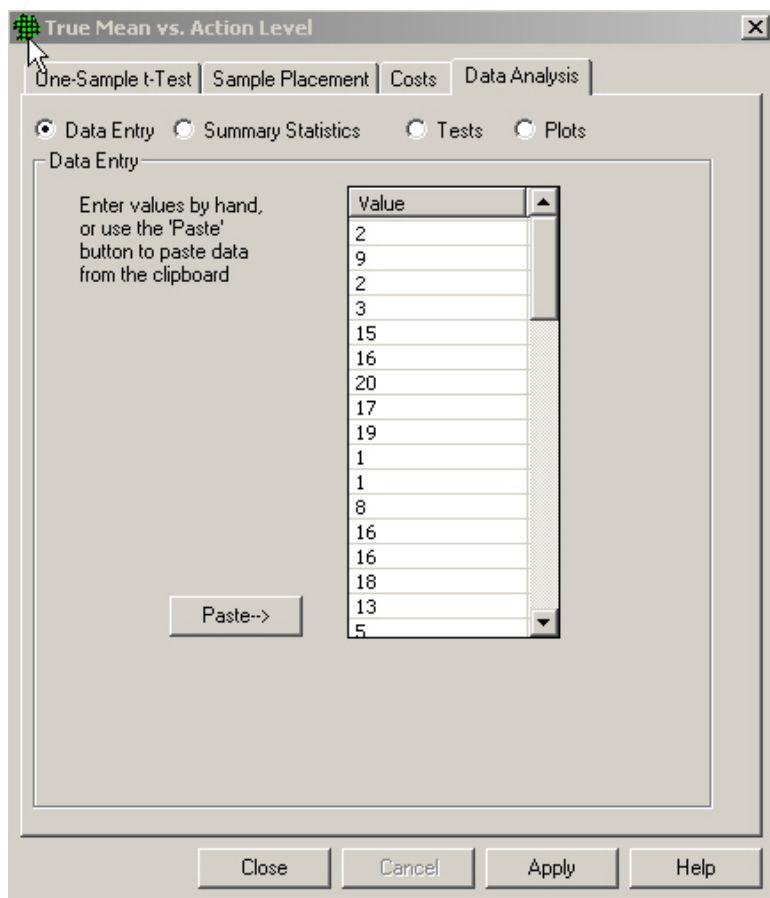 True Mean vs. Action Level
One-Sample t-Test Sample Placement Costs Data Analysis
Data Entry Summary Statistics Tests Plots
Data Entry
Enter values by hand,
or use the 'Paste'
button to paste data
from the clipboard
Value
2
9
2
3
15
16
20
17
19
1
1
8
16
16
18
13
5
Paste-->
Close Cancel Apply Help